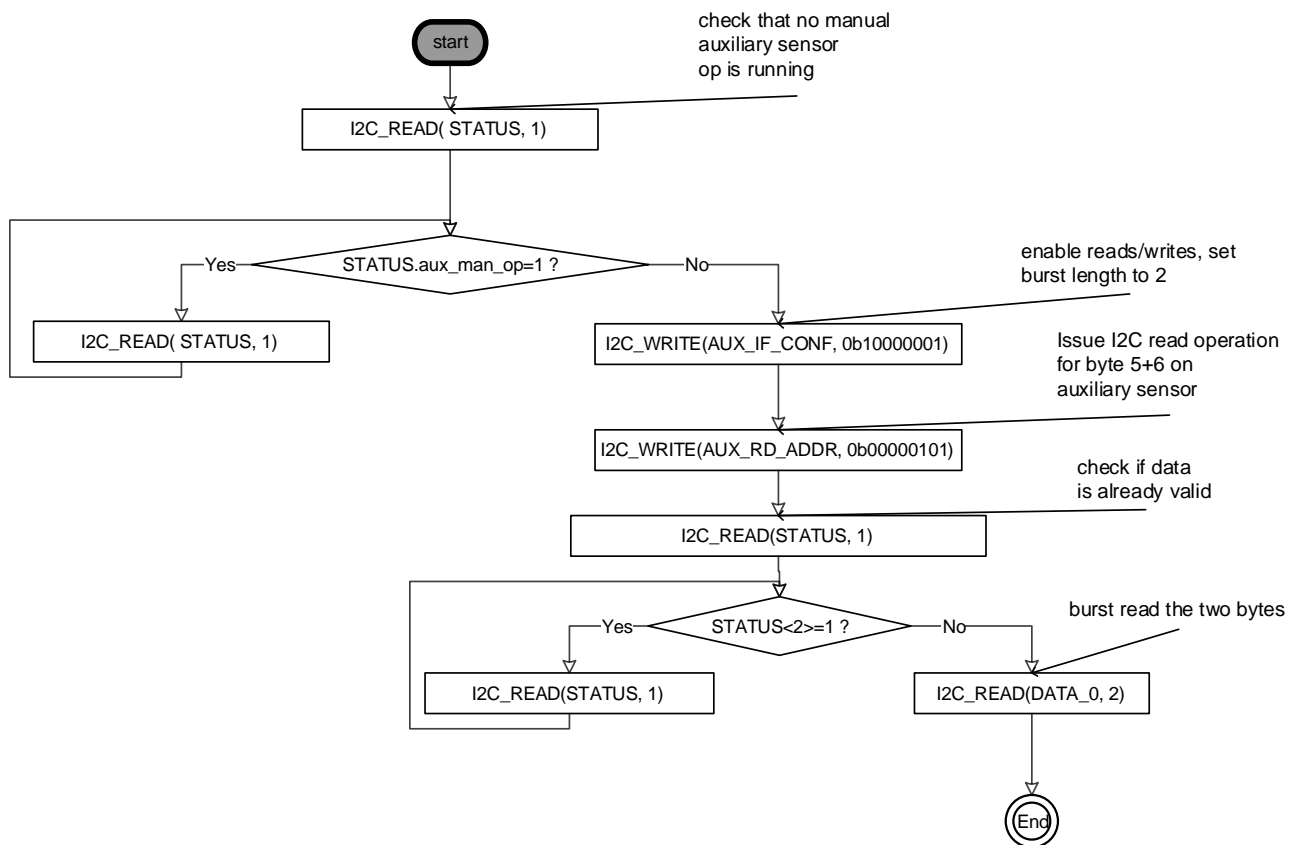 check that no manual
auxiliary sensor
op is running
start
I2C_READ( STATUS, 1)
Yes
STATUS.aux_man_op=1 ?
No
I2C_READ( STATUS, 1)
enable reads/writes, set
burst length to 2
I2C_WRITE(AUX_IF_CONF, 0b10000001)
Issue I2C read operation
for byte 5+6 on
auxiliary sensor
I2C_WRITE(AUX_RD_ADDR, 0b00000101)
check if data
is already valid
I2C_READ(STATUS, 1)
Yes
STATUS<2>=1 ?
No
burst read the two bytes
I2C_READ(STATUS, 1)
I2C_READ(DATA_0, 2)
End